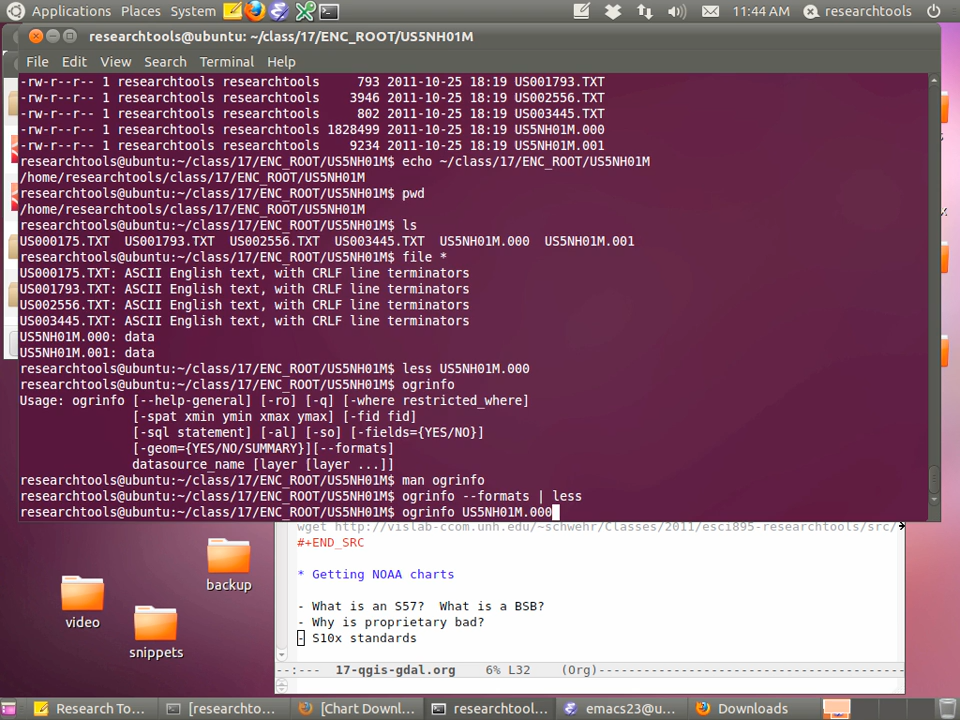 Applications Places System 11:44 AM researchtools
researchtools@ubuntu: ~/class/17/ENC_ROOT/US5NH01M
File Edit View Search Terminal Help
-rw-r--r-- 1 researchtools researchtools     793 2011-10-25 18:19 US001793.TXT
-rw-r--r-- 1 researchtools researchtools    3946 2011-10-25 18:19 US002556.TXT
-rw-r--r-- 1 researchtools researchtools     802 2011-10-25 18:19 US003445.TXT
-rw-r--r-- 1 researchtools researchtools 1828499 2011-10-25 18:19 US5NH01M.000
-rw-r--r-- 1 researchtools researchtools    9234 2011-10-25 18:19 US5NH01M.001
researchtools@ubuntu:~/class/17/ENC_ROOT/US5NH01M$ echo ~/class/17/ENC_ROOT/US5NH01M
/home/researchtools/class/17/ENC_ROOT/US5NH01M
researchtools@ubuntu:~/class/17/ENC_ROOT/US5NH01M$ pwd
/home/researchtools/class/17/ENC_ROOT/US5NH01M
researchtools@ubuntu:~/class/17/ENC_ROOT/US5NH01M$ ls
US000175.TXT  US001793.TXT  US002556.TXT  US003445.TXT  US5NH01M.000  US5NH01M.001
researchtools@ubuntu:~/class/17/ENC_ROOT/US5NH01M$ file *
US000175.TXT: ASCII English text, with CRLF line terminators
US001793.TXT: ASCII English text, with CRLF line terminators
US002556.TXT: ASCII English text, with CRLF line terminators
US003445.TXT: ASCII English text, with CRLF line terminators
US5NH01M.000: data
US5NH01M.001: data
researchtools@ubuntu:~/class/17/ENC_ROOT/US5NH01M$ less US5NH01M.000
researchtools@ubuntu:~/class/17/ENC_ROOT/US5NH01M$ ogrinfo
Usage: ogrinfo [--help-general] [-ro] [-q] [-where restricted_where]
               [-spat xmin ymin xmax ymax] [-fid fid]
               [-sql statement] [-al] [-so] [-fields={YES/NO}]
               [-geom={YES/NO/SUMMARY}][--formats]
               datasource_name [layer [layer ...]]
researchtools@ubuntu:~/class/17/ENC_ROOT/US5NH01M$ man ogrinfo
researchtools@ubuntu:~/class/17/ENC_ROOT/US5NH01M$ ogrinfo --formats | less
researchtools@ubuntu:~/class/17/ENC_ROOT/US5NH01M$ ogrinfo US5NH01M.000
wget http://vislab-ccom.unh.edu/~schwehr/Classes/2011/esci895-researchtools/src/
#+END_SRC
* Getting NOAA charts
- What is an S57?  What is a BSB?
- Why is proprietary bad?
- S10x standards
--:--- 17-qgis-gdal.org 6% L32 (Org)
backup
video
snippets
Research To... [researchto... [Chart Downl... researchtool... emacs23@u... Downloads